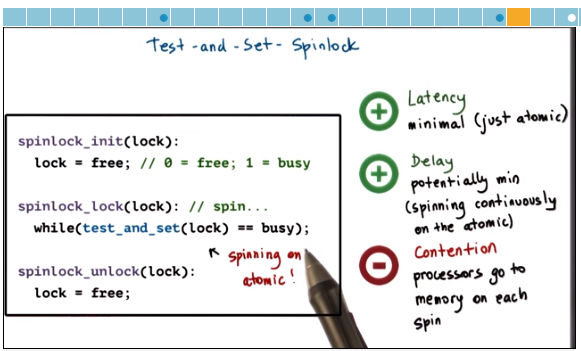 Test-and-Set-Spinlock
spinlock_init(lock):
lock = free; // 0 = free; 1 = busy
spinlock_lock(lock): // spin...
while(test_and_set(lock) == busy);
spinning on
atomic!
spinlock_unlock(lock):
lock = free;
+ Latency
minimal (just atomic)
+ Delay
potentially min
(spinning continuously
on the atomic)
- Contention
processors go to
memory on each
spin